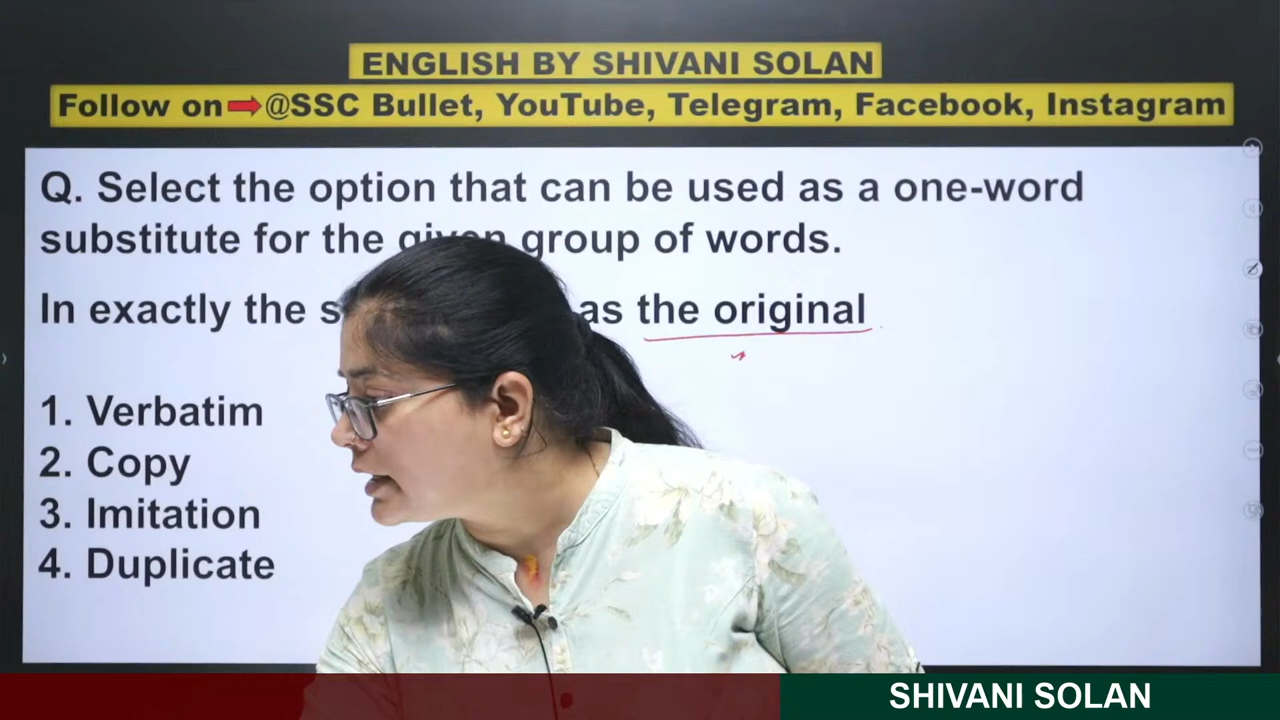 ENGLISH BY SHIVANI SOLAN
Follow on @SSC Bullet, YouTube, Telegram, Facebook, Instagram
Q. Select the option that can be used as a one-word
substitute for the given group of words.
In exactly the as the original
1. Verbatim
2. Copy
3. Imitation
4. Duplicate
SHIVANI SOLAN